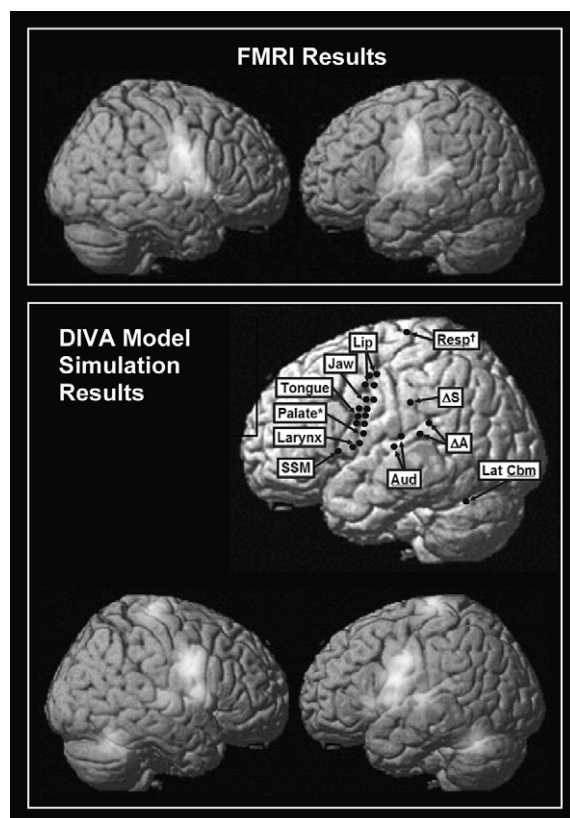 FMRI Results
DIVA Model
Simulation
Results
Lip
Resp†
Jaw
Tongue
ΔS
Palate*
ΔA
Larynx
SSM
Aud
Lat Cbm